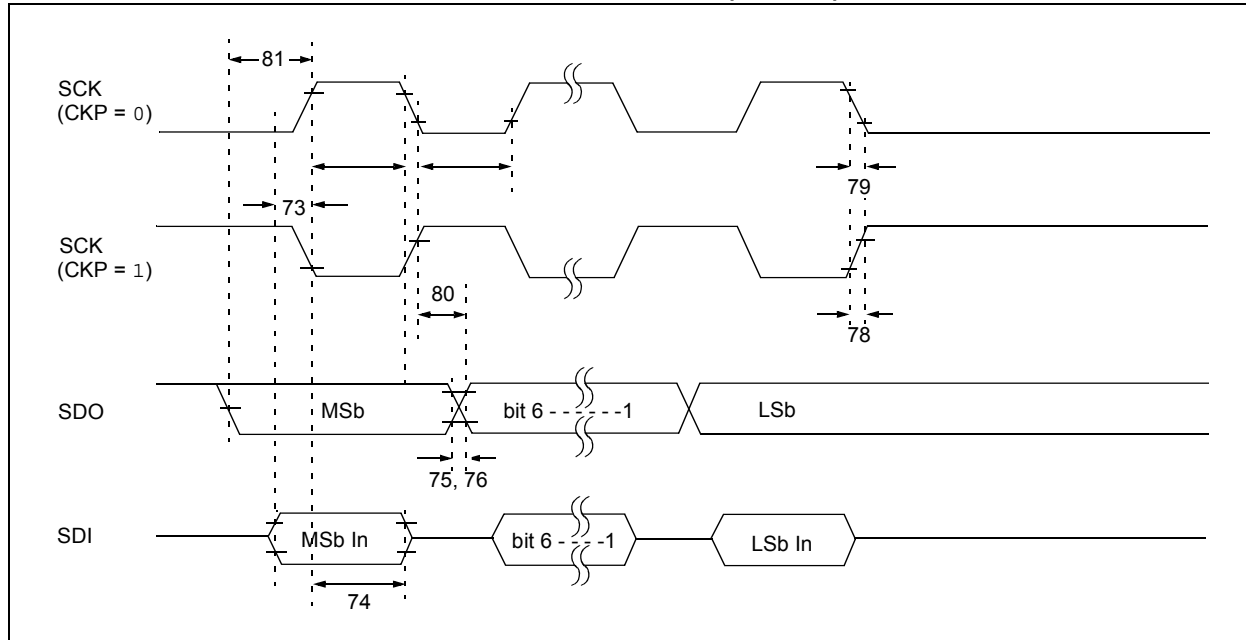 81
SCK
(CKP = 0)
79
73
SCK
(CKP = 1)
80
78
SDO
MSb
bit 6 - - - - - -1
LSb
75, 76
SDI
MSb In
bit 6 - - - - -1
LSb In
74